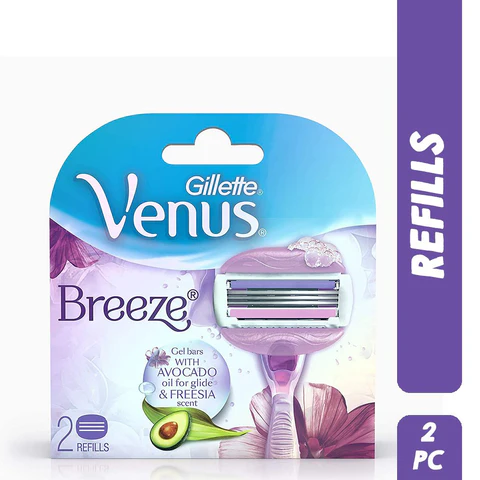 Gillette®
Venus®
Breeze®
Gel bars
WITH
AVOCADO
oil for glide
& FREESIA
scent
2 REFILLS
REFILLS
2
PC